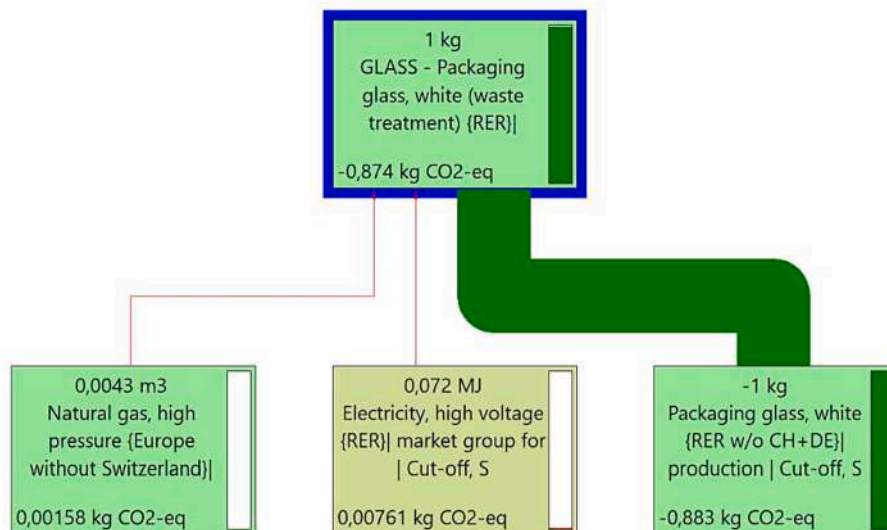 1 kg
GLASS - Packaging
glass, white (waste
treatment) {RER}|
-0,874 kg CO2-eq
0,0043 m3
Natural gas, high
pressure {Europe
without Switzerland}|
0,00158 kg CO2-eq
0,072 MJ
Electricity, high voltage
{RER}| market group for
| Cut-off, S
0,00761 kg CO2-eq
-1 kg
Packaging glass, white
{RER w/o CH+DE}|
production | Cut-off, S
-0,883 kg CO2-eq